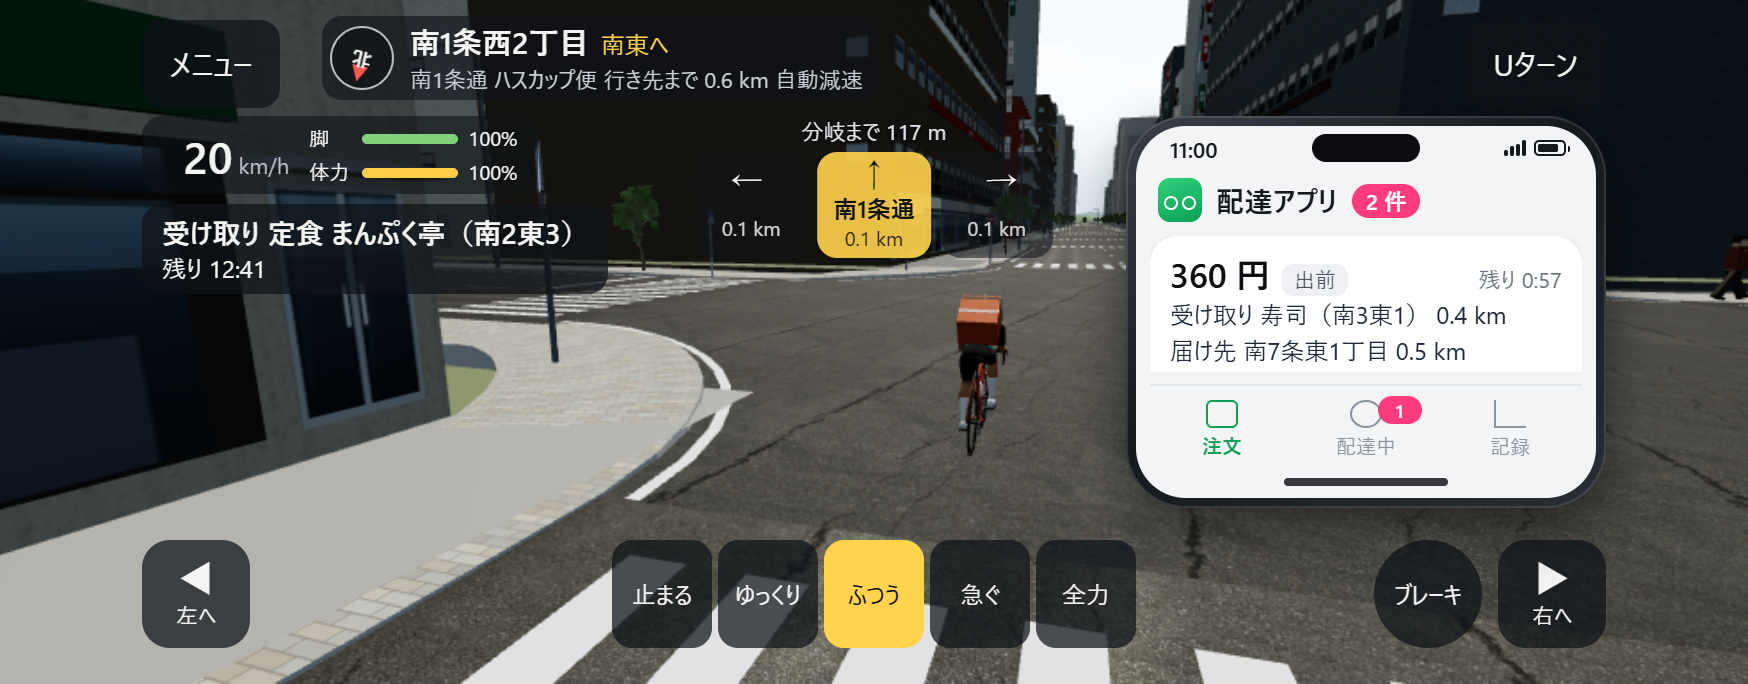 メニュー
北
南1条西2丁目 南東へ
南1条通 ハスカップ便 行き先まで 0.6 km 自動減速
Uターン
20 km/h
脚 100%
体力 100%
受け取り 定食 まんぷく亭（南2東3）
残り 12:41
分岐まで 117 m
← 0.1 km
↑ 南1条通 0.1 km
→ 0.1 km
11:00
配達アプリ 2 件
360 円 出前 残り 0:57
受け取り 寿司（南3東1） 0.4 km
届け先 南7条東1丁目 0.5 km
注文
1
配達中
記録
◀ 左へ
止まる
ゆっくり
ふつう
急ぐ
全力
ブレーキ
▶ 右へ